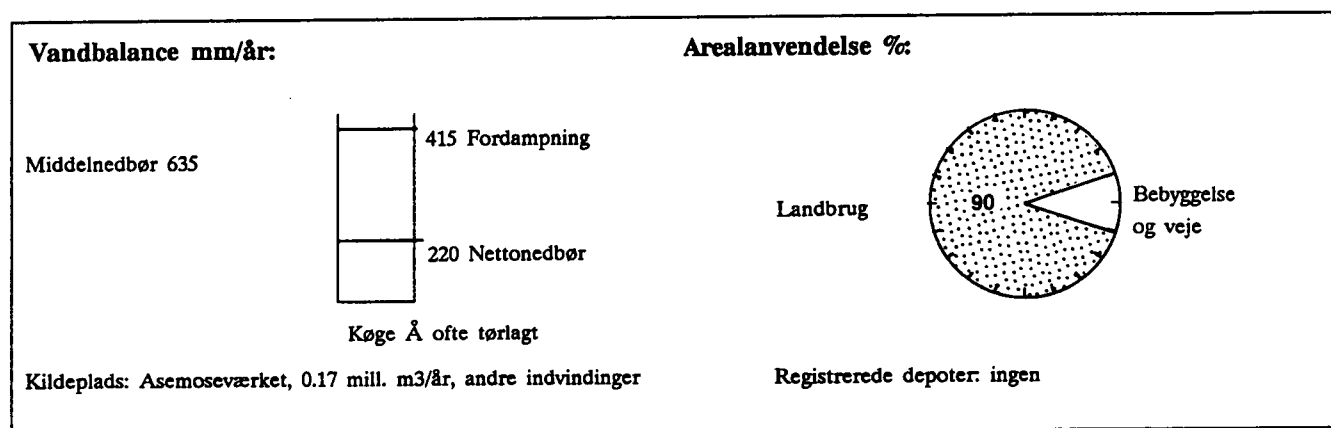 Vandbalance mm/år:
Arealanvendelse %:
415 Fordampning
Middelnedbør 635
220 Nettonedbør
Køge Å ofte tørlagt
Landbrug
90
Bebyggelse
og veje
Kildeplads: Asemoseværket, 0.17 mill. m3/år, andre indvindinger
Registrerede depoter: ingen